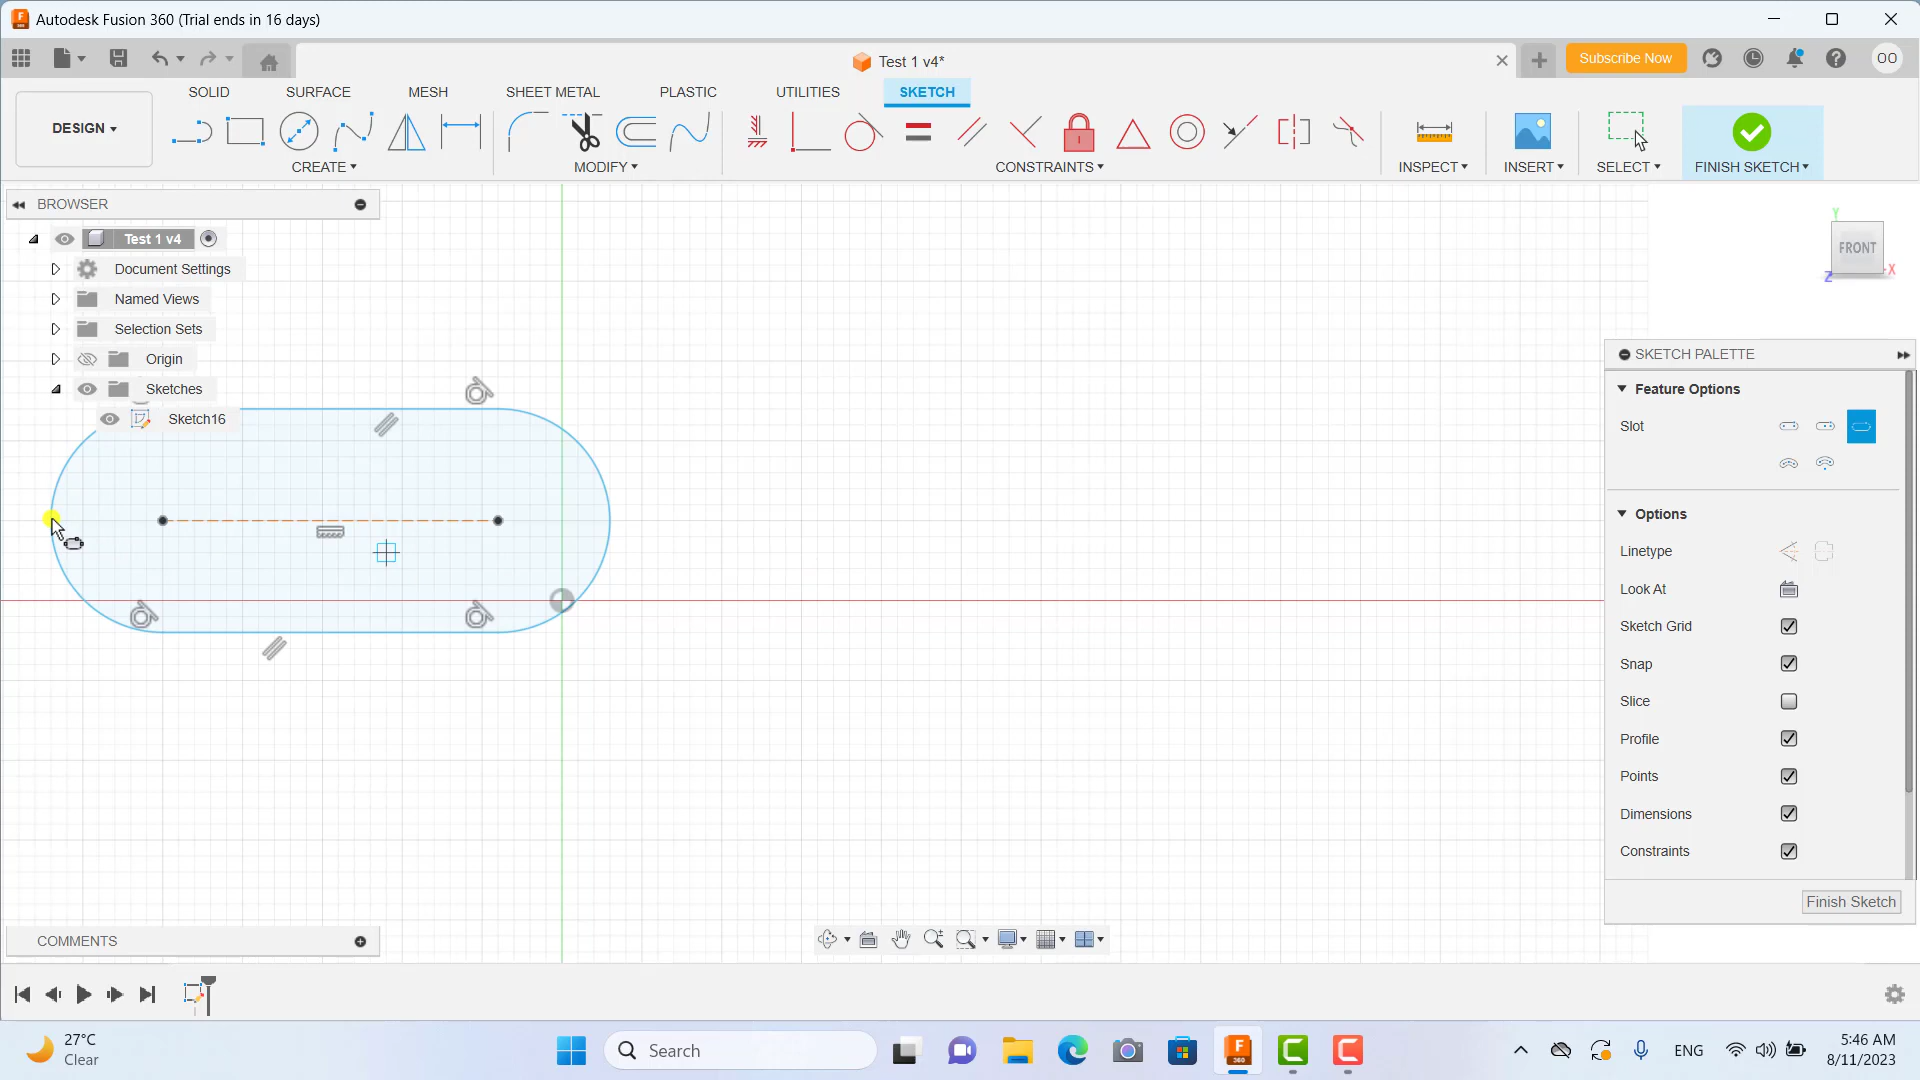 Autodesk Fusion 360 (Trial ends in 16 days)
Test 1 v4*
Subscribe Now
OO
DESIGN
SOLID
SURFACE
MESH
SHEET METAL
PLASTIC
UTILITIES
SKETCH
CREATE
MODIFY
CONSTRAINTS
INSPECT
INSERT
SELECT
FINISH SKETCH
BROWSER
Test 1 v4
Document Settings
Named Views
Selection Sets
Origin
Sketches
Sketch16
Y
FRONT
X
Z
SKETCH PALETTE
Feature Options
Slot
Options
Linetype
Look At
Sketch Grid
Snap
Slice
Profile
Points
Dimensions
Constraints
Finish Sketch
COMMENTS
27°C
Clear
Search
F
360
ENG
5:46 AM
8/11/2023